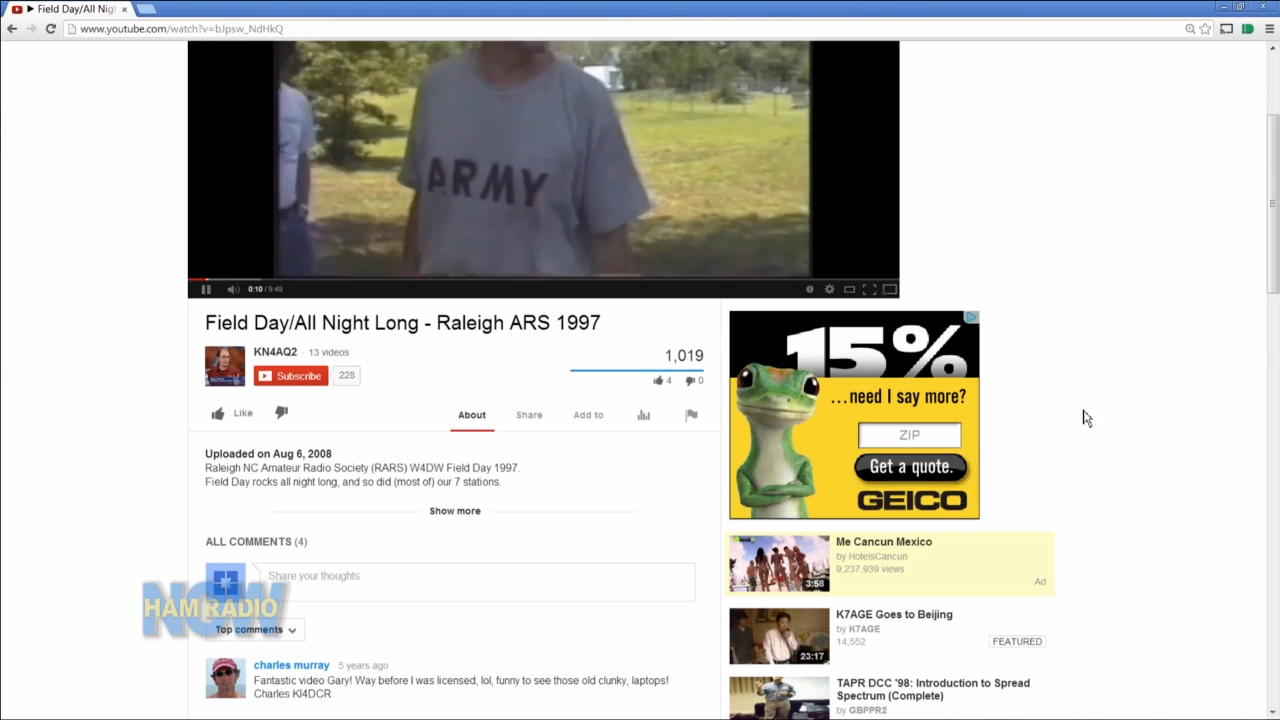 Field Day/All Nig
www.youtube.com/watch?v=bJpsw_NdHkQ
ARMY
0:10 / 9:49
Field Day/All Night Long - Raleigh ARS 1997
KN4AQ2 · 13 videos
Subscribe 228
1,019
4 0
Like
About Share Add to
Uploaded on Aug 6, 2008
Raleigh NC Amateur Radio Society (RARS) W4DW Field Day 1997.
Field Day rocks all night long, and so did (most of) our 7 stations.
Show more
ALL COMMENTS (4)
Share your thoughts
NOW
HAM RADIO
Top comments
charles murray 5 years ago
Fantastic video Gary! Way before I was licensed, lol, funny to see those old clunky, laptops!
Charles KI4DCR
15%
...need I say more?
ZIP
Get a quote.
GEICO
Me Cancun Mexico
by HotelsCancun
9,237,939 views
Ad
3:58
K7AGE Goes to Beijing
by K7AGE
14,552
FEATURED
23:17
TAPR DCC '98: Introduction to Spread
Spectrum (Complete)
by GBPPR2